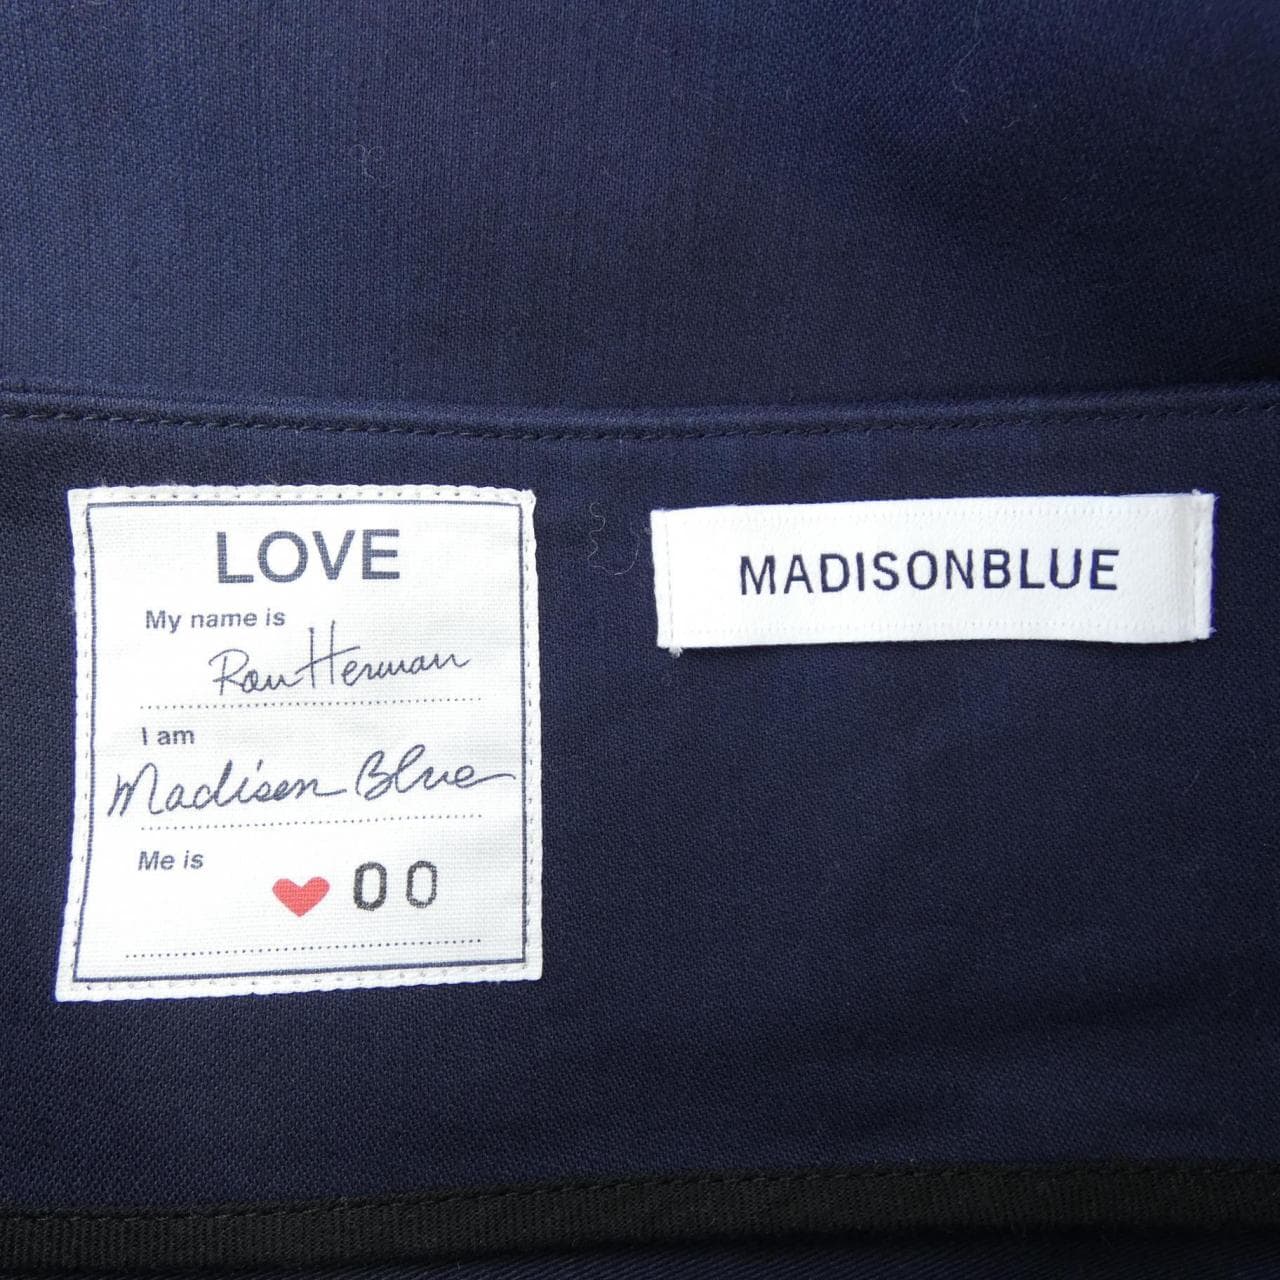 LOVE
My name is
Ron Herman
I am
Madison Blue
Me is
00
MADISONBLUE